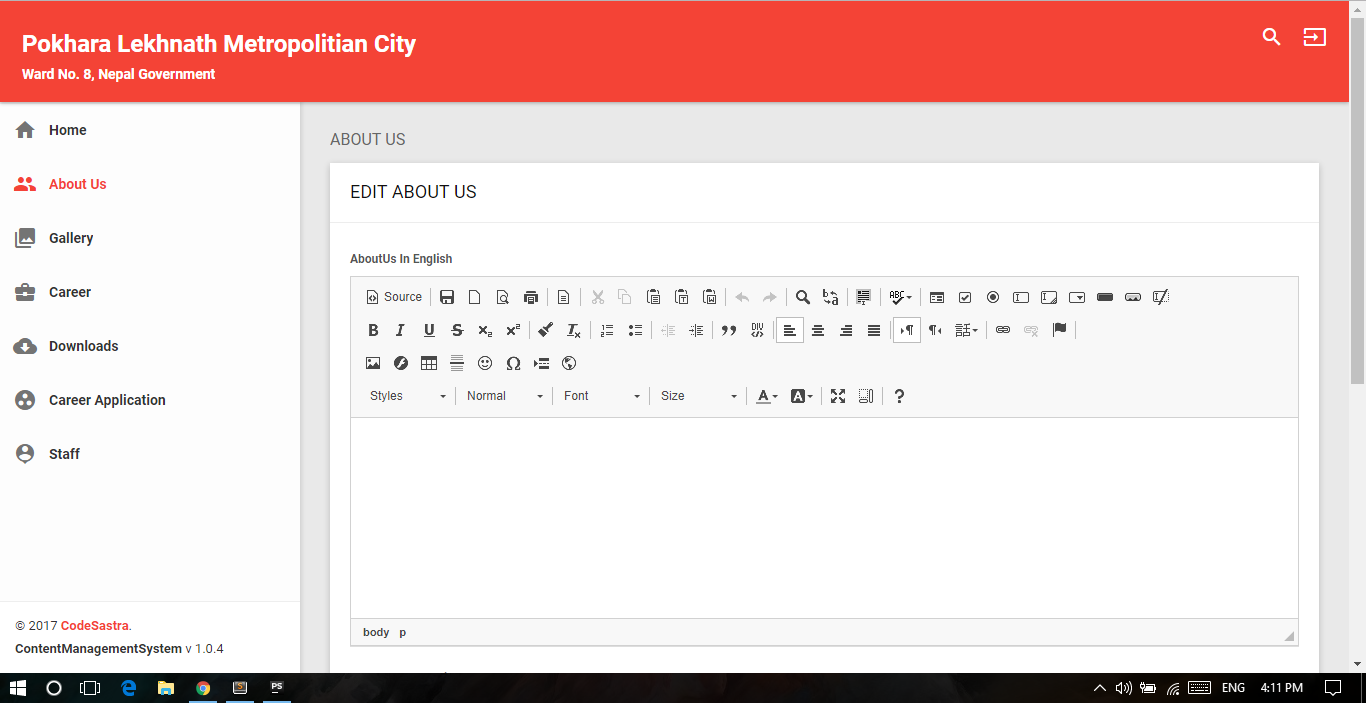 Pokhara Lekhnath Metropolitian City
Ward No. 8, Nepal Government
Home
About Us
Gallery
Career
Downloads
Career Application
Staff
© 2017 CodeSastra.
ContentManagementSystem v 1.0.4
ABOUT US
EDIT ABOUT US
AboutUs In English
Source
Styles Normal Font Size
body p
ENG 4:11 PM